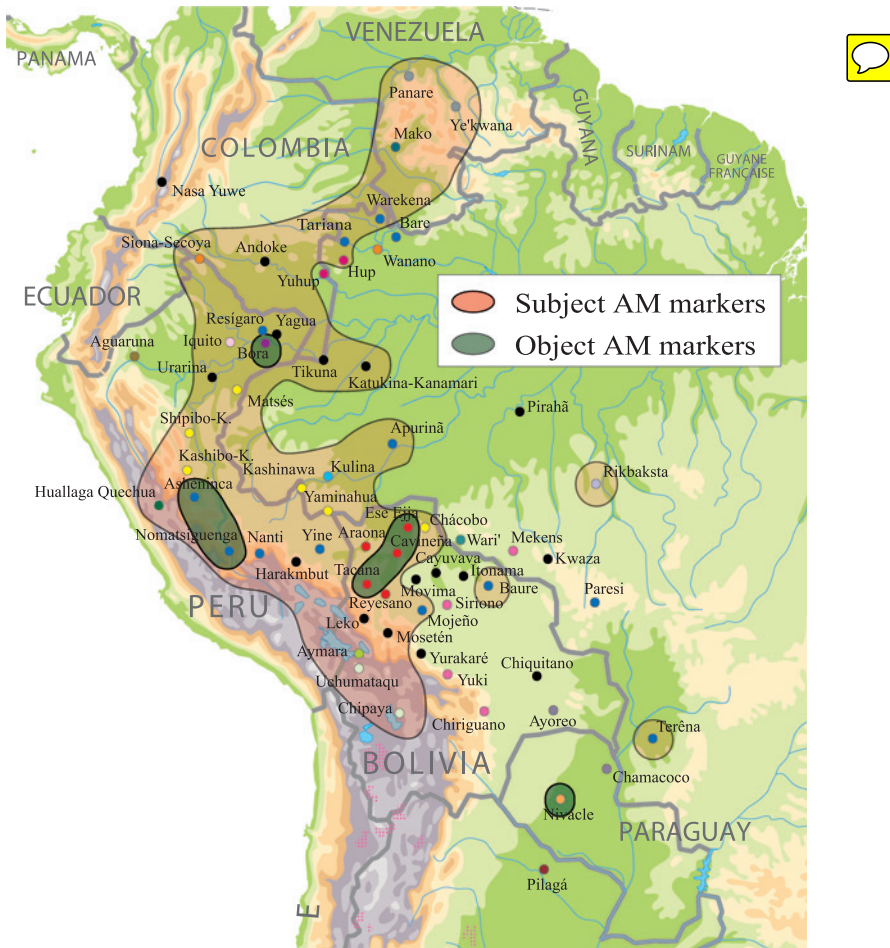 VENEZUELA
PANAMA
Panare
GUYANA
Ye'kwana
Mako
COLOMBIA
SURINAM
GUYANE
FRANÇAISE
Nasa Yuwe
Warekena
Tariana
Bare
Siona-Secoya
Andoke
Wanano
Hup
Yuhup
ECUADOR
Subject AM markers
Object AM markers
Resígaro
Yagua
Iquito
Aguaruna
Bora
Urarina
Tikuna
Katukina-Kanamari
Matsés
Pirahã
Shipibo-K.
Apurinã
Kashibo-K.
Kashinawa
Kulina
Rikbaksta
Asheninca
Huallaga Quechua
Yaminahua
Ese Ejja
Chácobo
Nomatsiguenga
Nanti
Yine
Araona
Cavineña
Wari'
Mekens
Kwaza
Harakmbut
Cayuvava
Itonama
Tacana
Movima
Baure
Paresi
PERU
Reyesano
Siriono
Leko
Mojeño
Mosetén
Aymara
Yurakaré
Chiquitano
Uchumataqu
Yuki
Chipaya
Chiriguano
Ayoreo
Terêna
BOLIVIA
Chamacoco
Nivacle
PARAGUAY
Pilagá
E